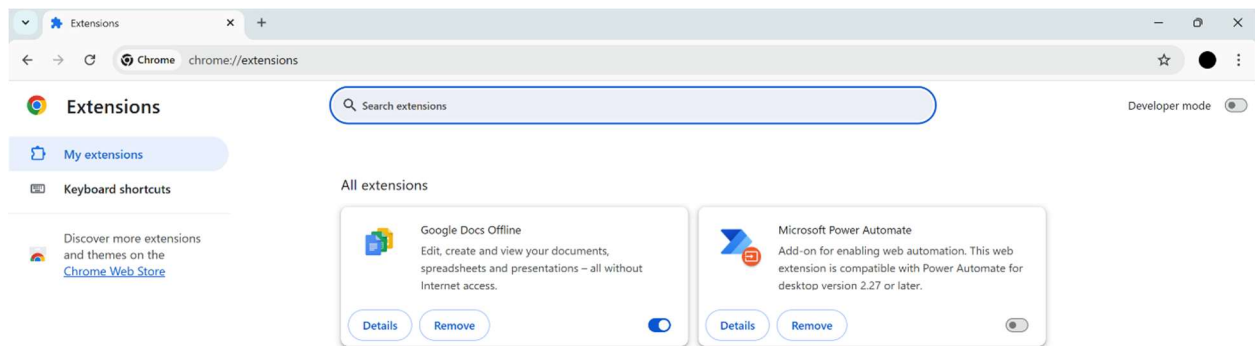 Extensions
Chrome chrome://extensions
Extensions
Search extensions
Developer mode
My extensions
Keyboard shortcuts
Discover more extensions
and themes on the
Chrome Web Store
All extensions
Google Docs Offline
Edit, create and view your documents,
spreadsheets and presentations – all without
Internet access.
Details Remove
Microsoft Power Automate
Add-on for enabling web automation. This web
extension is compatible with Power Automate for
desktop version 2.27 or later.
Details Remove